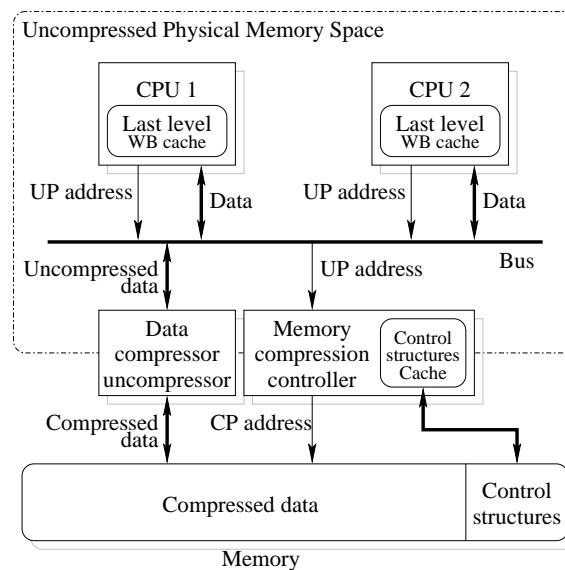 Uncompressed Physical Memory Space
CPU 1
Last level
WB cache
CPU 2
Last level
WB cache
UP address
Data
UP address
Data
Bus
Uncompressed
data
UP address
Data
compressor
uncompressor
Memory
compression
controller
Control
structures
Cache
Compressed
data
CP address
Compressed data
Control
structures
Memory